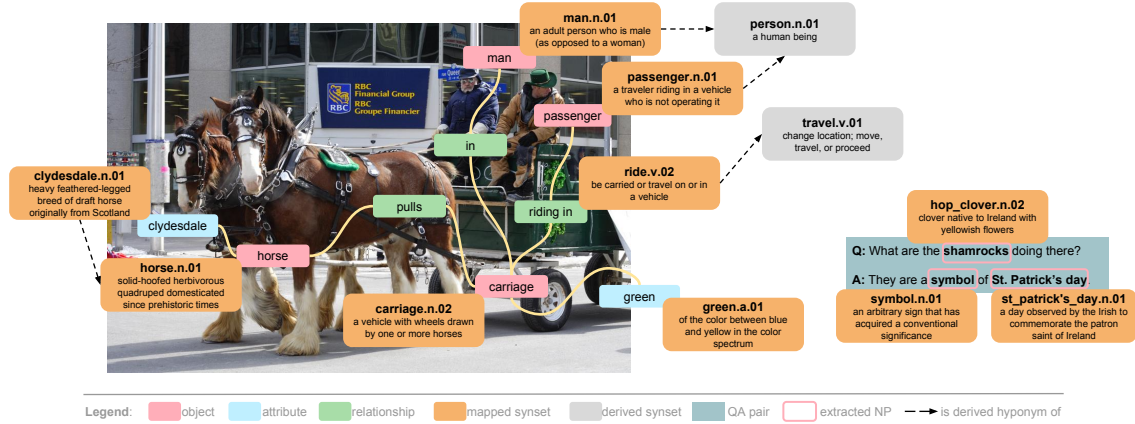 man.n.01
an adult person who is male
(as opposed to a woman)
person.n.01
a human being
man
passenger.n.01
a traveler riding in a vehicle
who is not operating it
RBC
Financial Group
RBC
Groupe Financier
RBC
passenger
travel.v.01
change location; move,
travel, or proceed
in
clydesdale.n.01
heavy feathered-legged
breed of draft horse
originally from Scotland
ride.v.02
be carried or travel on or in
a vehicle
pulls
riding in
hop_clover.n.02
clover native to Ireland with
yellowish flowers
clydesdale
Q: What are the shamrocks doing there?
horse
A: They are a symbol of St. Patrick's day.
horse.n.01
solid-hoofed herbivorous
quadruped domesticated
since prehistoric times
carriage
green
carriage.n.02
a vehicle with wheels drawn
by one or more horses
green.a.01
of the color between blue
and yellow in the color
spectrum
symbol.n.01
an arbitrary sign that has
acquired a conventional
significance
st_patrick's_day.n.01
a day observed by the Irish to
commemorate the patron
saint of Ireland
Legend: object attribute relationship mapped synset derived synset QA pair extracted NP is derived hyponym of